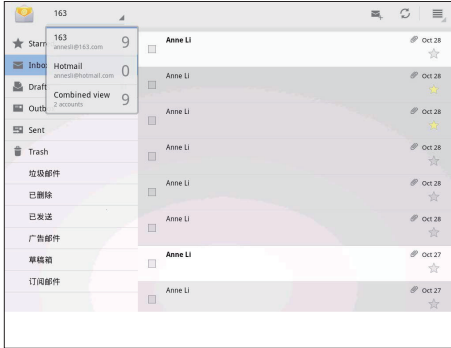 163
163
annesli@163.com
9
Hotmail
annesli@hotmail.com
0
Combined view
2 accounts
9
Starr
Inbo
Draft
Outb
Sent
Trash
垃圾邮件
已删除
已发送
广告邮件
草稿箱
订阅邮件
Anne Li
Oct 28
Anne Li
Oct 28
Anne Li
Oct 28
Anne Li
Oct 28
Anne Li
Oct 28
Anne Li
Oct 28
Anne Li
Oct 27
Anne Li
Oct 27